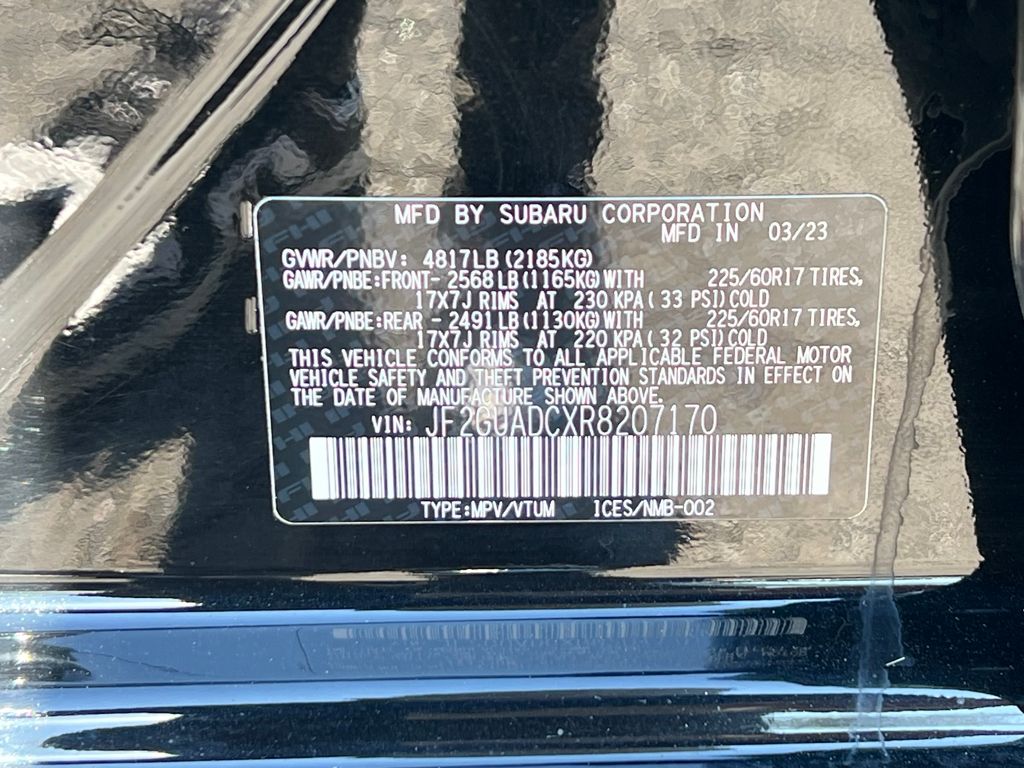 MFD BY SUBARU CORPORATION
MFD IN 03/23
GVWR/PNBV: 4817LB (2185KG)
GAWR/PNBE:FRONT- 2568 LB(1165KG) WITH 225/60R17 TIRES,
17X7J RIMS AT 230 KPA( 33 PSI) COLD
GAWR/PNBE:REAR - 2491 LB(1130KG) WITH 225/60R17 TIRES,
17X7J RIMS AT 220 KPA( 32 PSI) COLD
THIS VEHICLE CONFORMS TO ALL APPLICABLE FEDERAL MOTOR
VEHICLE SAFETY AND THEFT PREVENTION STANDARDS IN EFFECT ON
THE DATE OF MANUFACTURE SHOWN ABOVE.
VIN: JF2GUADCXR8207170
TYPE:MPV/VTUM ICES/NMB-002